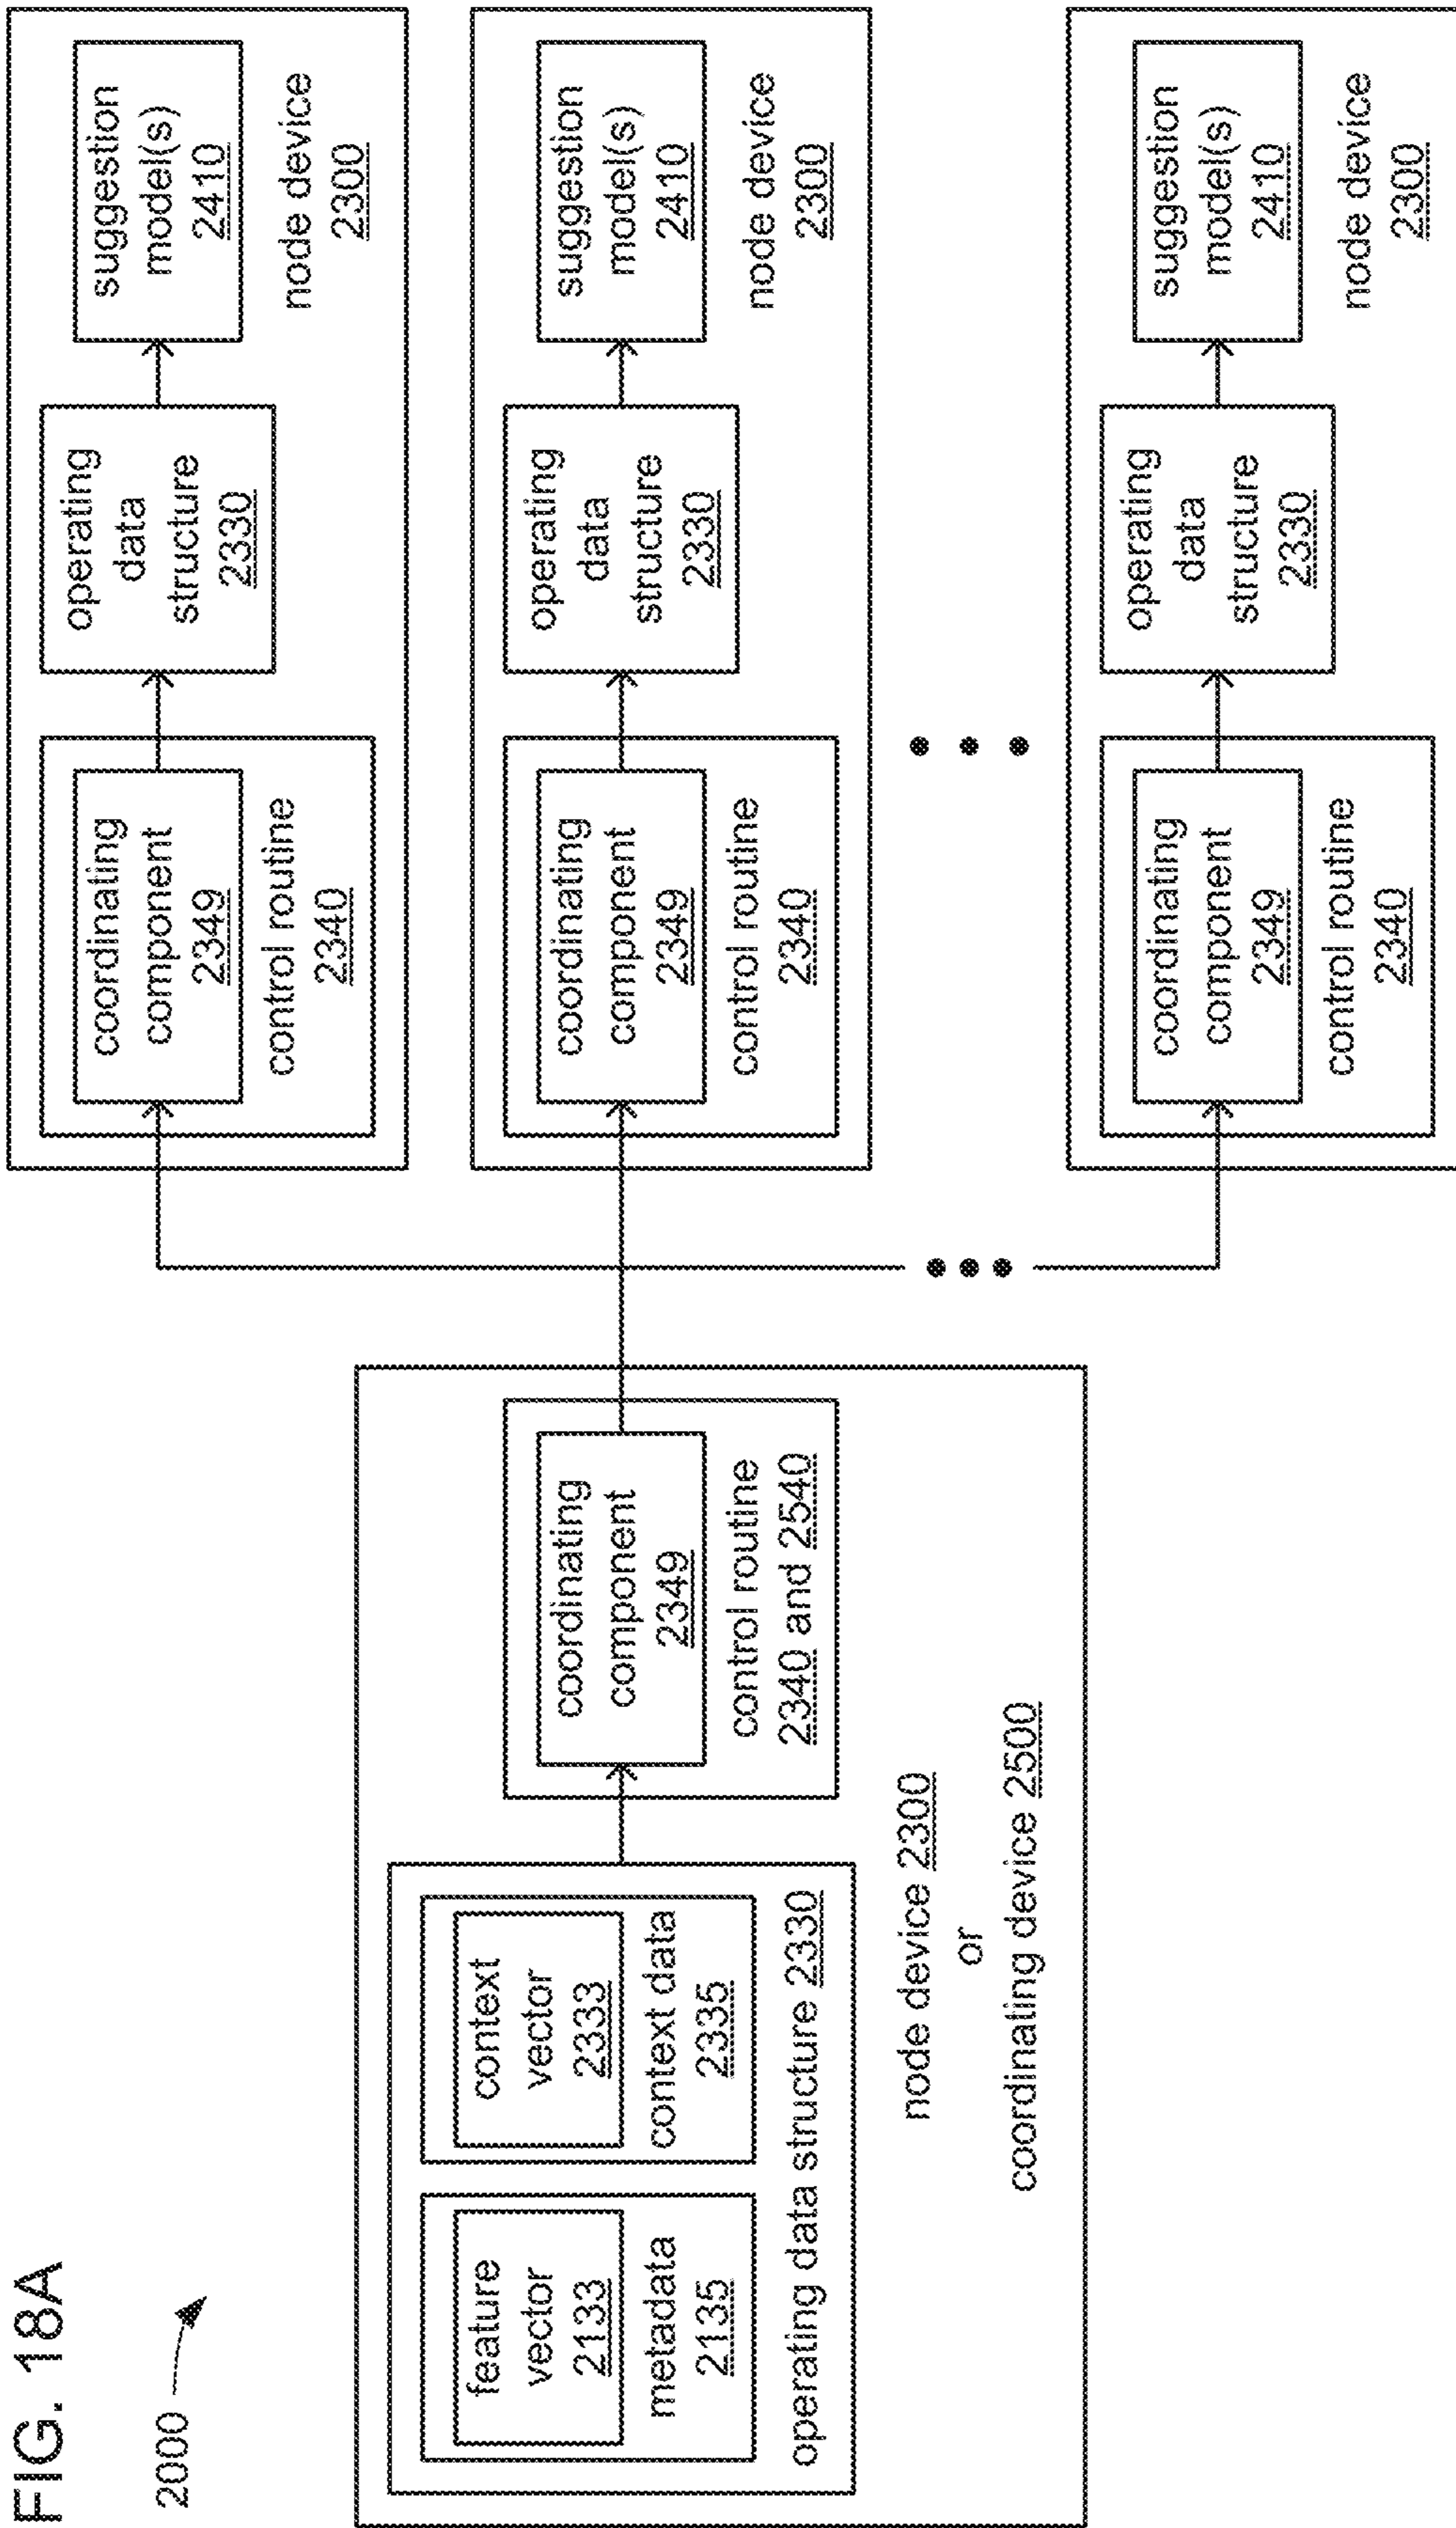 FIG. 18A
2000
feature
vector
2133
metadata
2135
context
vector
2333
context data
2335
operating data structure 2330
coordinating
component
2349
control routine
2340 and 2540
node device 2300
or
coordinating device 2500
coordinating
component
2349
control routine
2340
operating
data
structure
2330
suggestion
model(s)
2410
node device
2300
coordinating
component
2349
control routine
2340
operating
data
structure
2330
suggestion
model(s)
2410
node device
2300
coordinating
component
2349
control routine
2340
operating
data
structure
2330
suggestion
model(s)
2410
node device
2300